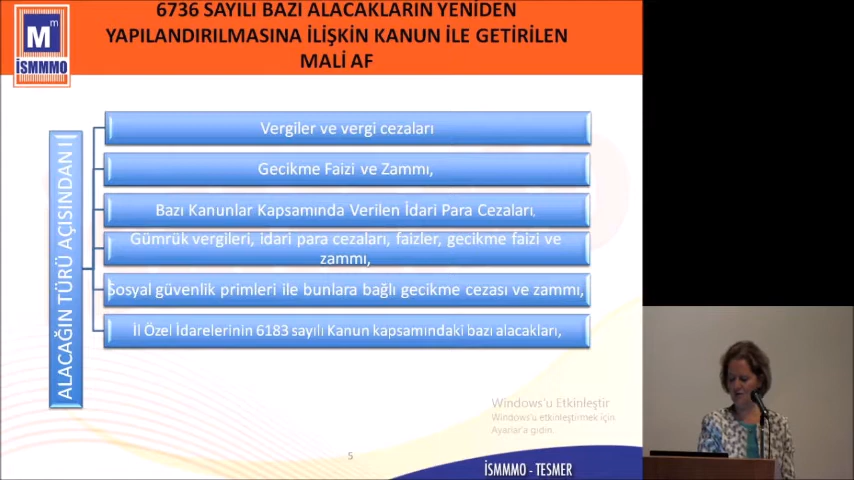 6736 SAYILI BAZI ALACAKLARIN YENİDEN
YAPILANDIRILMASINA İLİŞKİN KANUN İLE GETİRİLEN
MALİ AF
Mm
İSMMMO
ALACAĞIN TÜRÜ AÇISINDAN II
Vergiler ve vergi cezaları
Gecikme Faizi ve Zammı,
Bazı Kanunlar Kapsamında Verilen İdari Para Cezaları,
Gümrük vergileri, idari para cezaları, faizler, gecikme faizi ve
zammı,
Sosyal güvenlik primleri ile bunlara bağlı gecikme cezası ve zammı,
İl Özel İdarelerinin 6183 sayılı Kanun kapsamındaki bazı alacakları,
Windows'u Etkinleştir
Windows'u etkinleştirmek için
Ayarlar'a gidin.
5
İSMMMO - TESMER